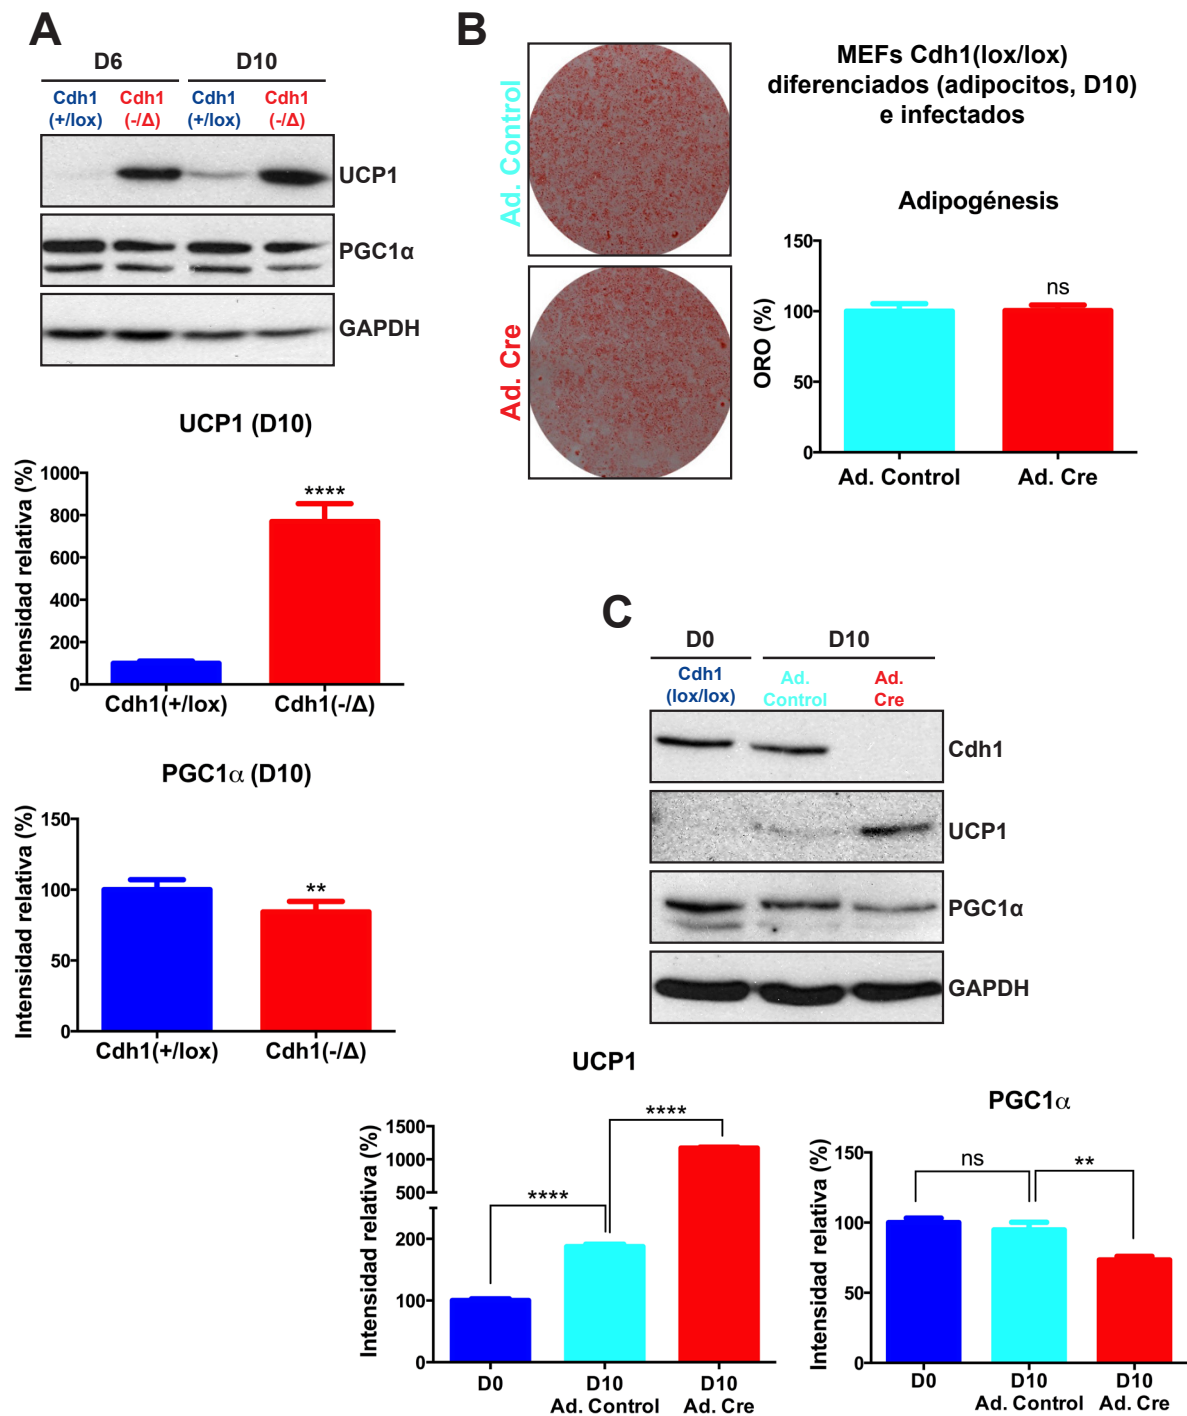 A
D6
D10
Cdh1
(+/lox)
Cdh1
(-/Δ)
Cdh1
(+/lox)
Cdh1
(-/Δ)
UCP1
PGC1α
GAPDH
UCP1 (D10)
Intensidad relativa (%)
1000
800
600
400
200
0
****
Cdh1(+/lox)
Cdh1(-/Δ)
PGC1α (D10)
Intensidad relativa (%)
150
100
50
0
**
Cdh1(+/lox)
Cdh1(-/Δ)
B
Ad. Control
Ad. Cre
MEFs Cdh1(lox/lox)
diferenciados (adipocitos, D10)
e infectados
Adipogénesis
ORO (%)
150
100
50
0
ns
Ad. Control
Ad. Cre
C
D0
D10
Cdh1
(lox/lox)
Ad.
Control
Ad.
Cre
Cdh1
UCP1
PGC1α
GAPDH
UCP1
Intensidad relativa (%)
1500
1000
500
200
100
0
****
****
D0
D10
Ad. Control
D10
Ad. Cre
PGC1α
Intensidad relativa (%)
150
100
50
0
ns
**
D0
D10
Ad. Control
D10
Ad. Cre